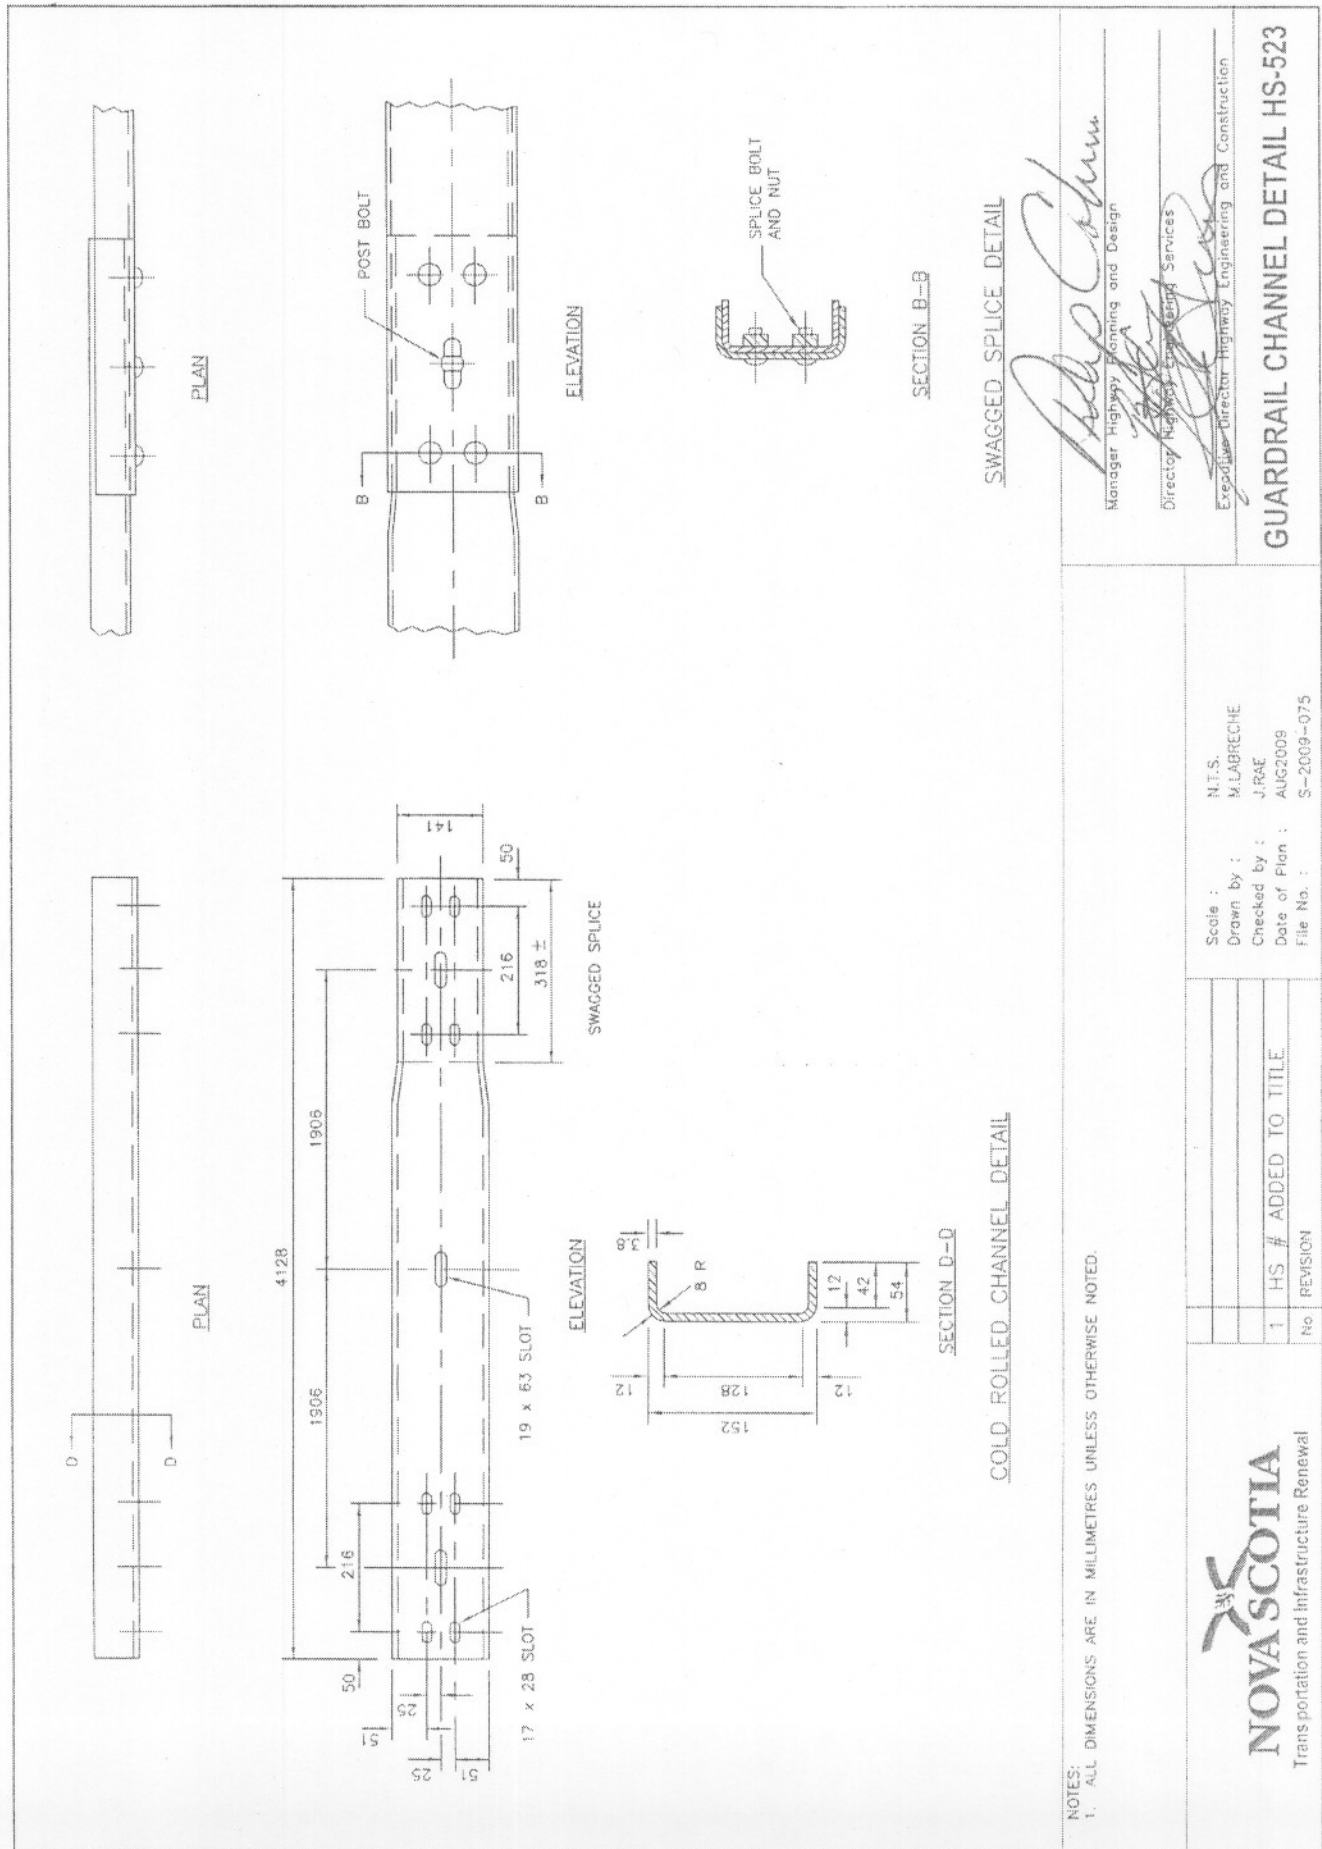 PLAN
PLAN
D
D
4128
1906
1906
216
50
51
25
25
51
17 x 28 SLOT
19 x 63 SLOT
ELEVATION
216
318 ±
50
141
SWAGGED SPLICE
POST BOLT
B
B
ELEVATION
3.8
8 R
12
128
12
152
12
42
54
SECTION D-D
COLD ROLLED CHANNEL DETAIL
SPLICE BOLT
AND NUT
SECTION B-B
SWAGGED SPLICE DETAIL
NOTES:
1. ALL DIMENSIONS ARE IN MILLIMETRES UNLESS OTHERWISE NOTED.
NOVA SCOTIA
Transportation and Infrastructure Renewal
1 HS # ADDED TO TITLE
No REVISION
Scale : N.T.S.
Drawn by : M.LABRECHE
Checked by : J.RAE
Date of Plan : AUG2009
File No. : S-2009-075
Manager Highway Planning and Design
Director Highway Engineering Services
Executive Director Highway Engineering and Construction
GUARDRAIL CHANNEL DETAIL HS-523